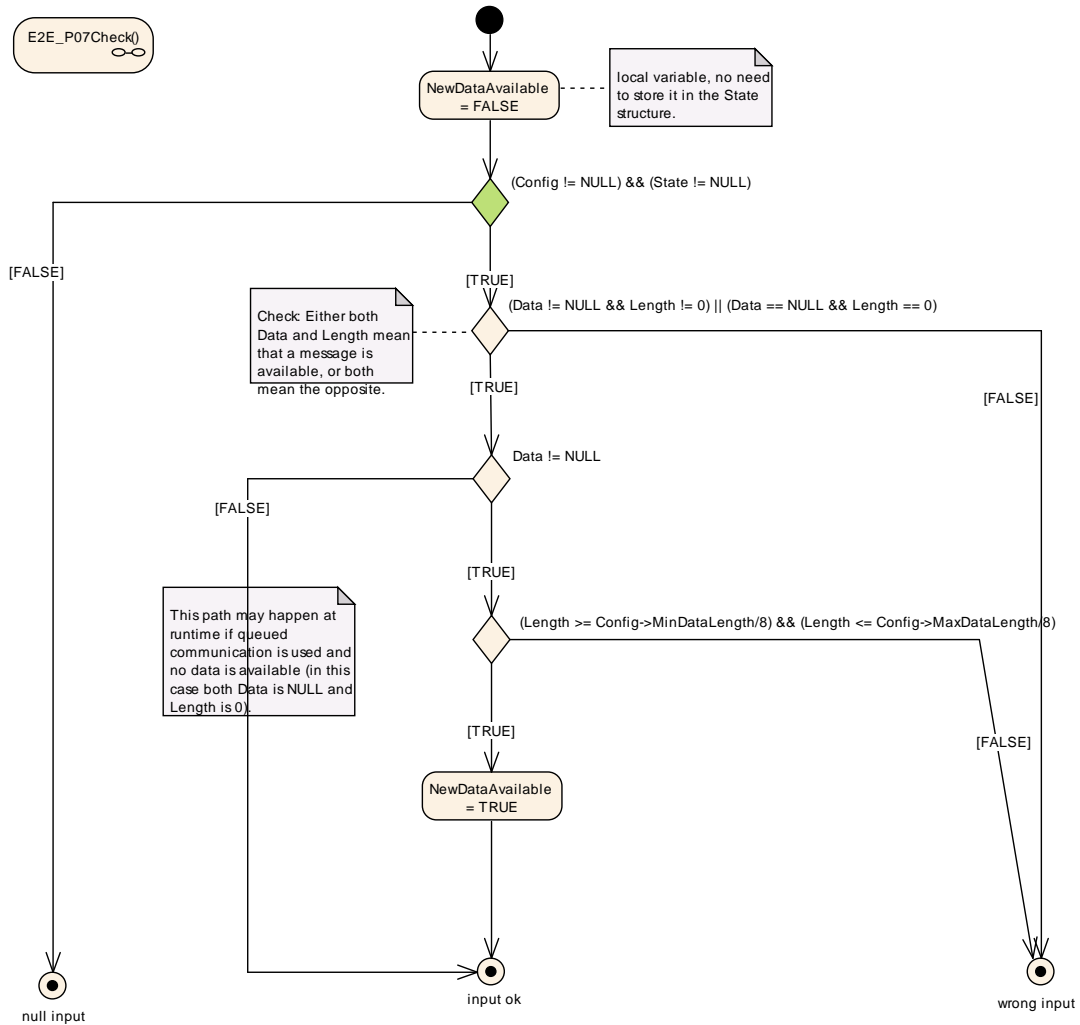 E2E_P07Check()
NewDataAvailable
= FALSE
local variable, no need
to store it in the State
structure.
(Config != NULL) && (State != NULL)
[FALSE]
[TRUE]
(Data != NULL && Length != 0) || (Data == NULL && Length == 0)
Check: Either both
Data and Length mean
that a message is
available, or both
mean the opposite.
[TRUE]
[FALSE]
Data != NULL
[FALSE]
[TRUE]
This path may happen at
runtime if queued
communication is used and
no data is available (in this
case both Data is NULL and
Length is 0).
(Length >= Config->MinDataLength/8) && (Length <= Config->MaxDataLength/8)
[TRUE]
[FALSE]
NewDataAvailable
= TRUE
null input
input ok
wrong input